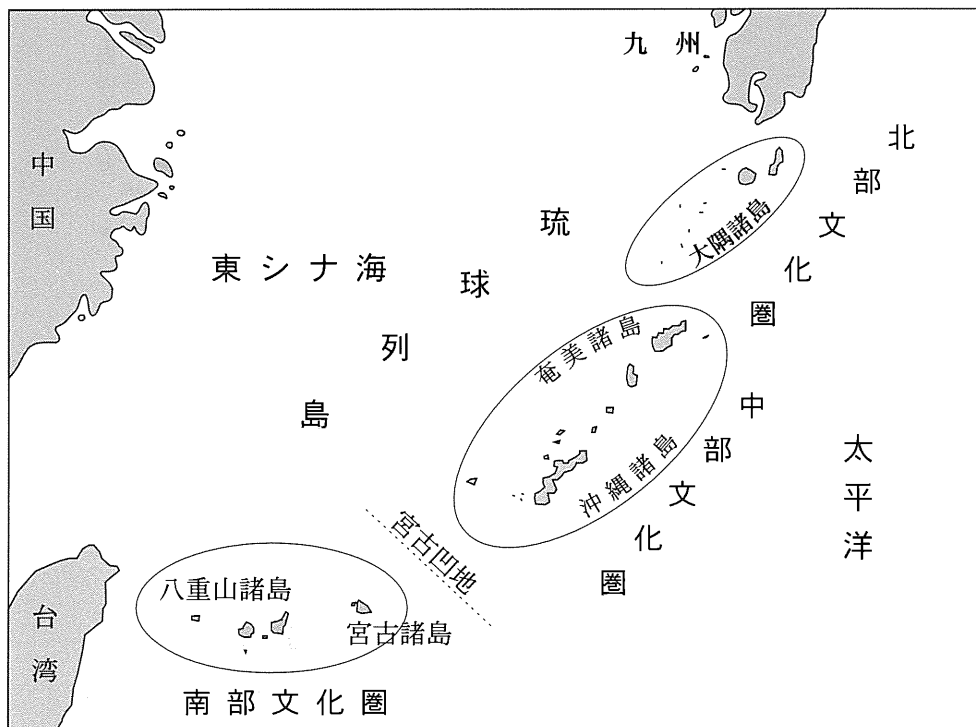 九州
中国
北部文化圏
大隅諸島
琉球列島
東シナ海
奄美諸島
沖縄諸島
中部文化圏
太平洋
宮古凹地
八重山諸島
宮古諸島
台湾
南部文化圏